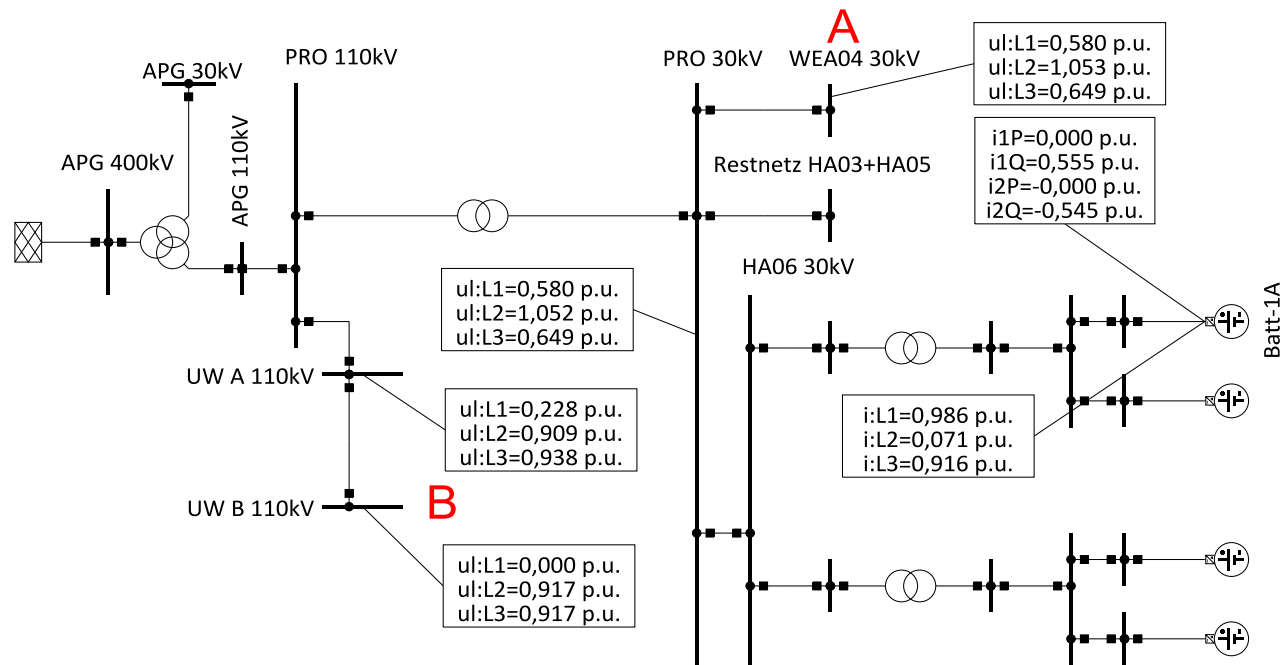 A
PRO 110kV
PRO 30kV
WEA04 30kV
ul:L1=0,580 p.u.
ul:L2=1,053 p.u.
ul:L3=0,649 p.u.
APG 30kV
APG 400kV
APG 110kV
Restnetz HA03+HA05
i1P=0,000 p.u.
i1Q=0,555 p.u.
i2P=-0,000 p.u.
i2Q=-0,545 p.u.
HA06 30kV
ul:L1=0,580 p.u.
ul:L2=1,052 p.u.
ul:L3=0,649 p.u.
Batt-1A
UW A 110kV
ul:L1=0,228 p.u.
ul:L2=0,909 p.u.
ul:L3=0,938 p.u.
i:L1=0,986 p.u.
i:L2=0,071 p.u.
i:L3=0,916 p.u.
UW B 110kV
B
ul:L1=0,000 p.u.
ul:L2=0,917 p.u.
ul:L3=0,917 p.u.